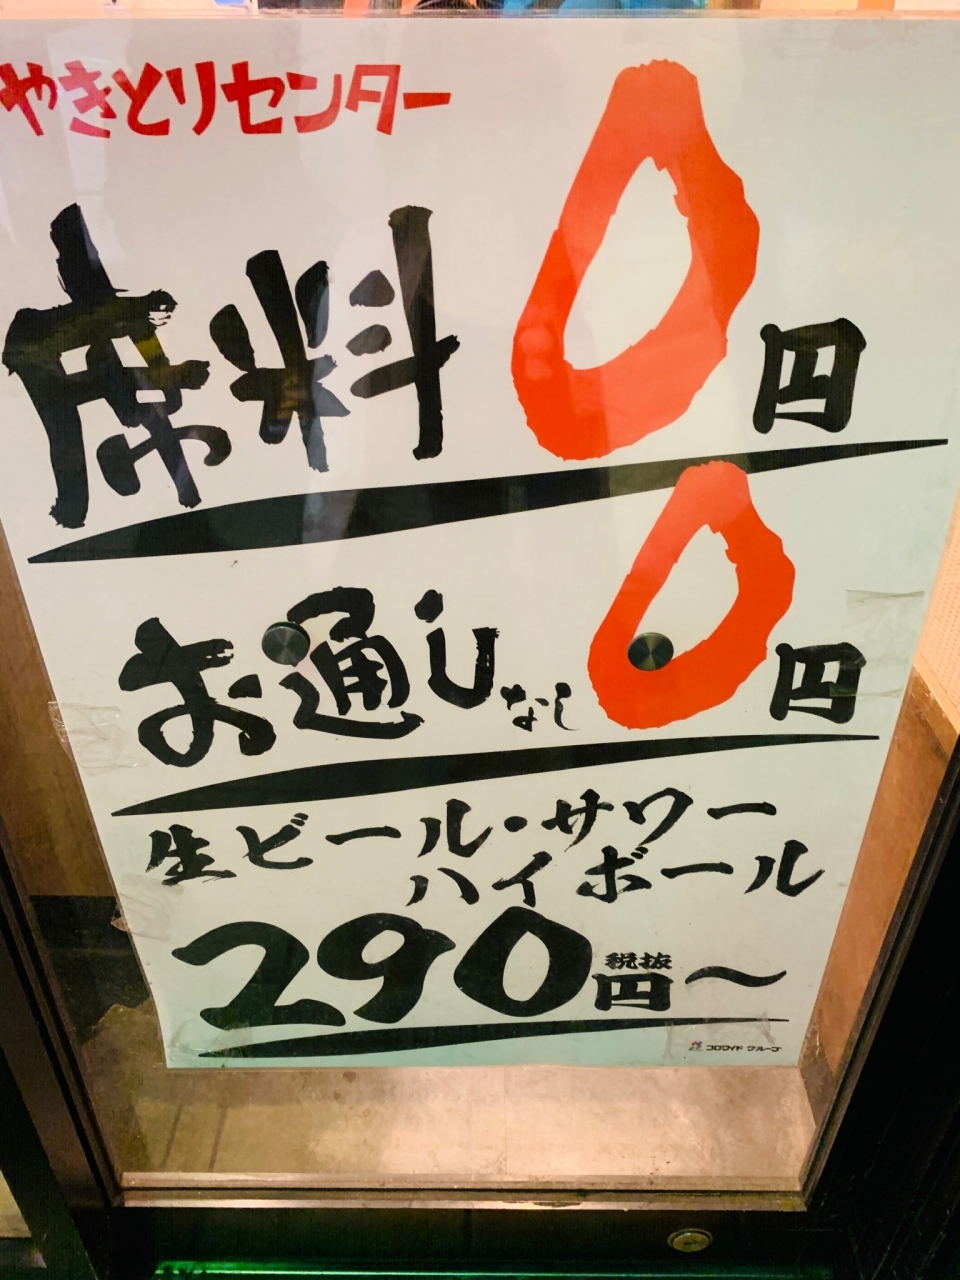 やきとりセンター
席料0円
お通しなし0円
生ビール・サワー
ハイボール
290円税抜〜
コロワイド グループ